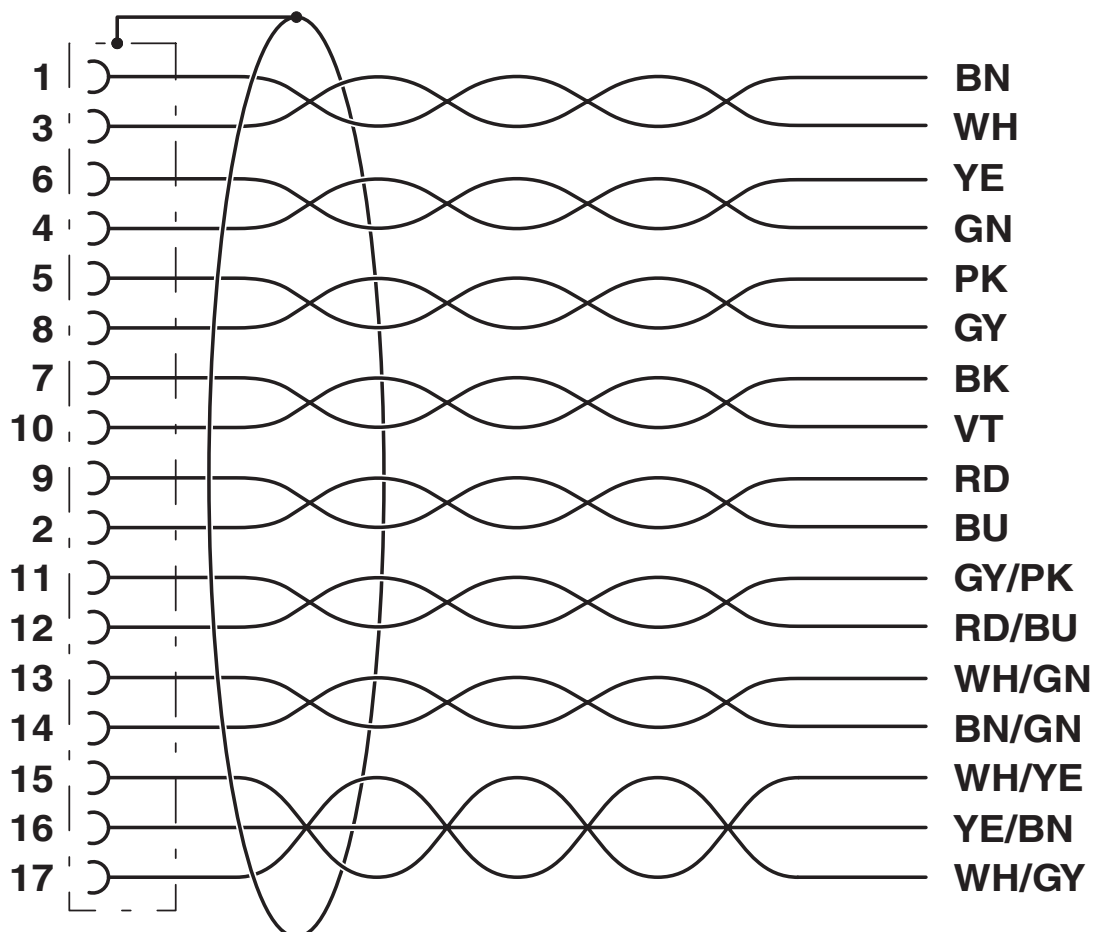 1 BN
3 WH
6 YE
4 GN
5 PK
8 GY
7 BK
10 VT
9 RD
2 BU
11 GY/PK
12 RD/BU
13 WH/GN
14 BN/GN
15 WH/YE
16 YE/BN
17 WH/GY